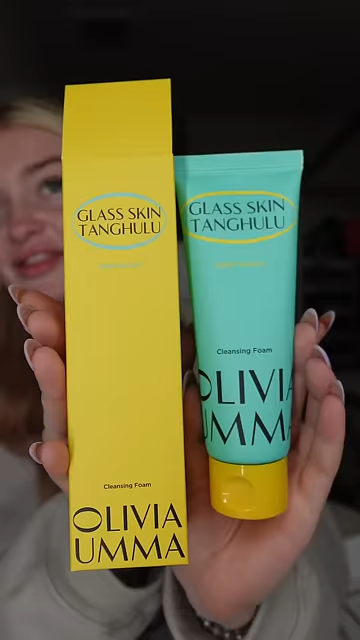 GLASS SKIN
TANGHULU
Cleansing Foam
OLIVIA
UMMA
GLASS SKIN
TANGHULU
Cleansing Foam
OLIVIA
UMMA